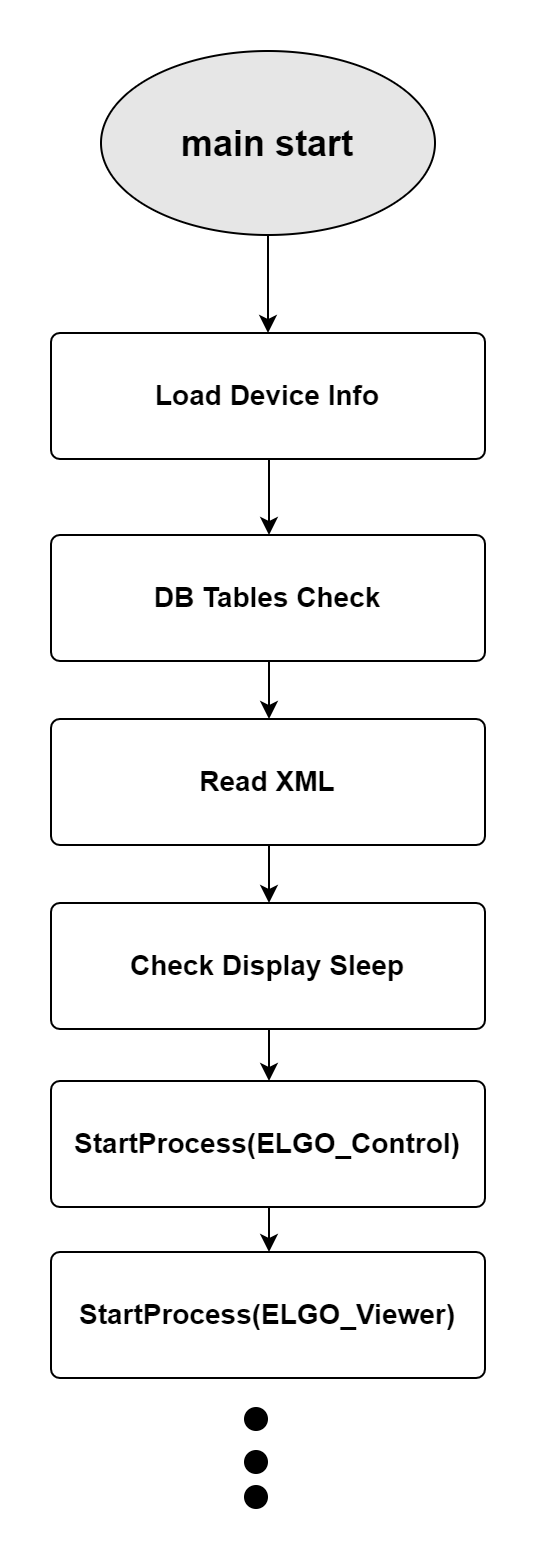 main start
Load Device Info
DB Tables Check
Read XML
Check Display Sleep
StartProcess(ELGO_Control)
StartProcess(ELGO_Viewer)